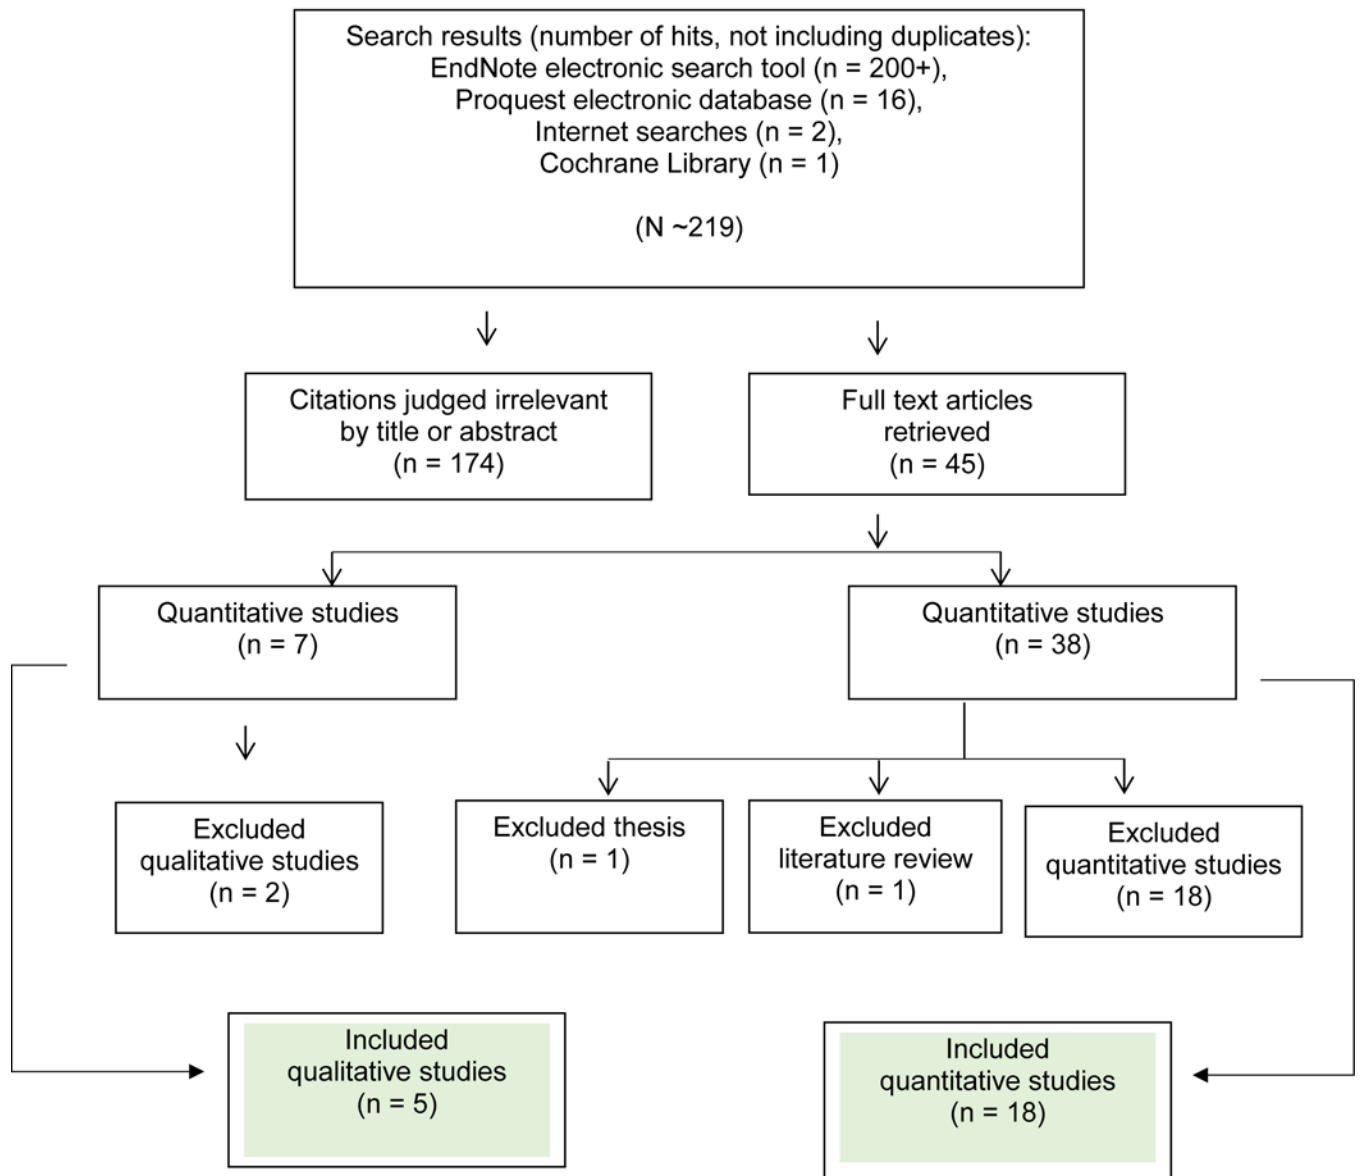 Search results (number of hits, not including duplicates):
EndNote electronic search tool (n = 200+),
Proquest electronic database (n = 16),
Internet searches (n = 2),
Cochrane Library (n = 1)
(N ~219)
Citations judged irrelevant
by title or abstract
(n = 174)
Full text articles
retrieved
(n = 45)
Quantitative studies
(n = 7)
Quantitative studies
(n = 38)
Excluded
qualitative studies
(n = 2)
Excluded thesis
(n = 1)
Excluded
literature review
(n = 1)
Excluded
quantitative studies
(n = 18)
Included
qualitative studies
(n = 5)
Included
quantitative studies
(n = 18)